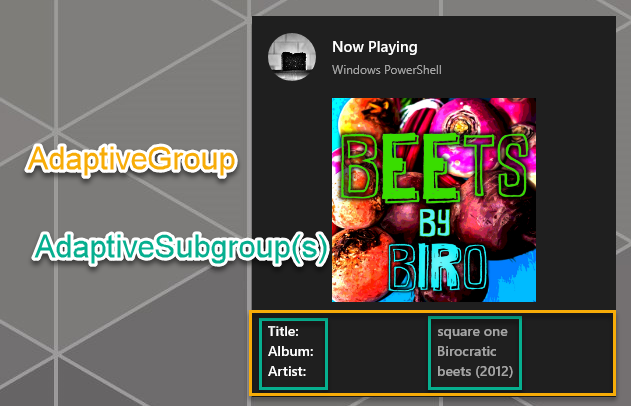 Now Playing
Windows PowerShell
AdaptiveGroup
BEETS
BY
BIRO
AdaptiveSubgroup(s)
Title: square one
Album: Birocratic
Artist: beets (2012)